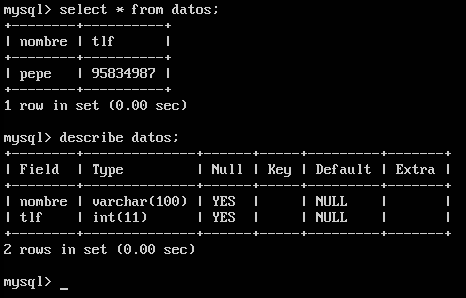 mysql> select * from datos;
+--------+----------+
| nombre | tlf      |
+--------+----------+
| pepe   | 95834987 |
+--------+----------+
1 row in set (0.00 sec)

mysql> describe datos;
+--------+--------------+------+-----+---------+-------+
| Field  | Type         | Null | Key | Default | Extra |
+--------+--------------+------+-----+---------+-------+
| nombre | varchar(100) | YES  |     | NULL    |       |
| tlf    | int(11)      | YES  |     | NULL    |       |
+--------+--------------+------+-----+---------+-------+
2 rows in set (0.00 sec)

mysql> _